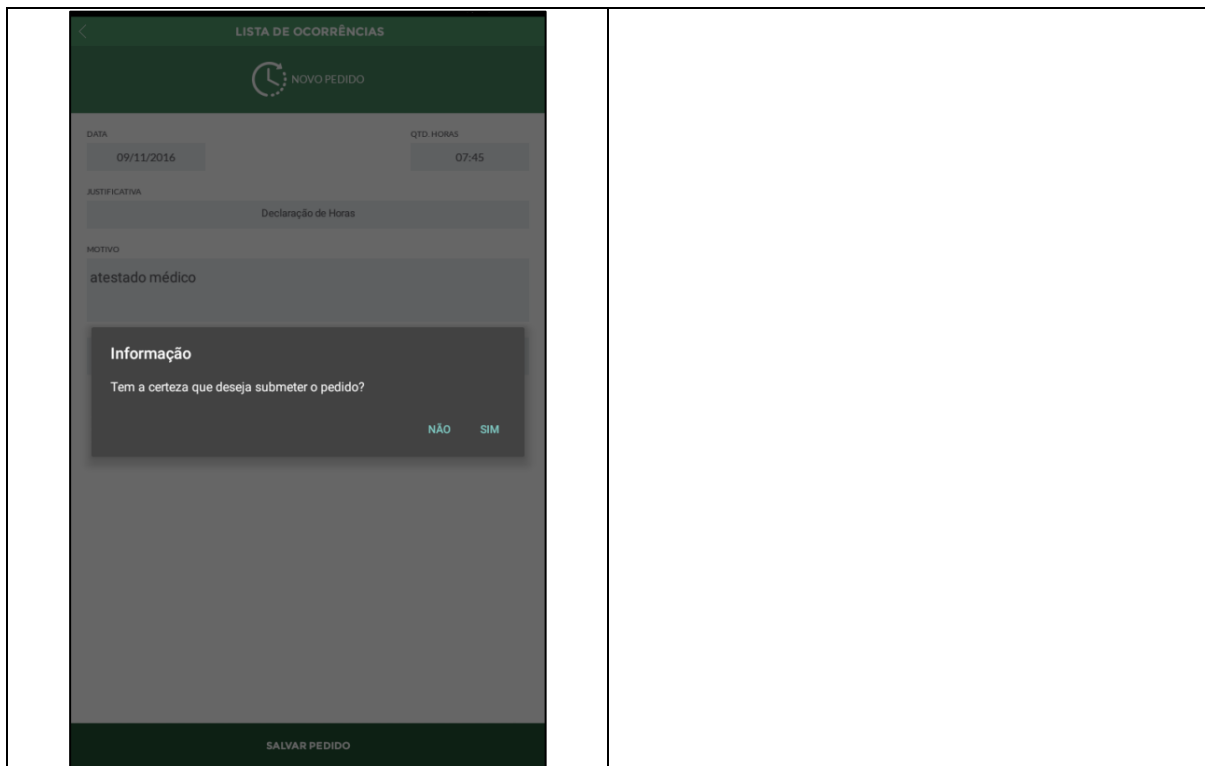 LISTA DE OCORRÊNCIAS
NOVO PEDIDO
DATA
QTD. HORAS
09/11/2016
07:45
JUSTIFICATIVA
Declaração de Horas
MOTIVO
atestado médico
Informação
Tem a certeza que deseja submeter o pedido?
NÃO SIM
SALVAR PEDIDO